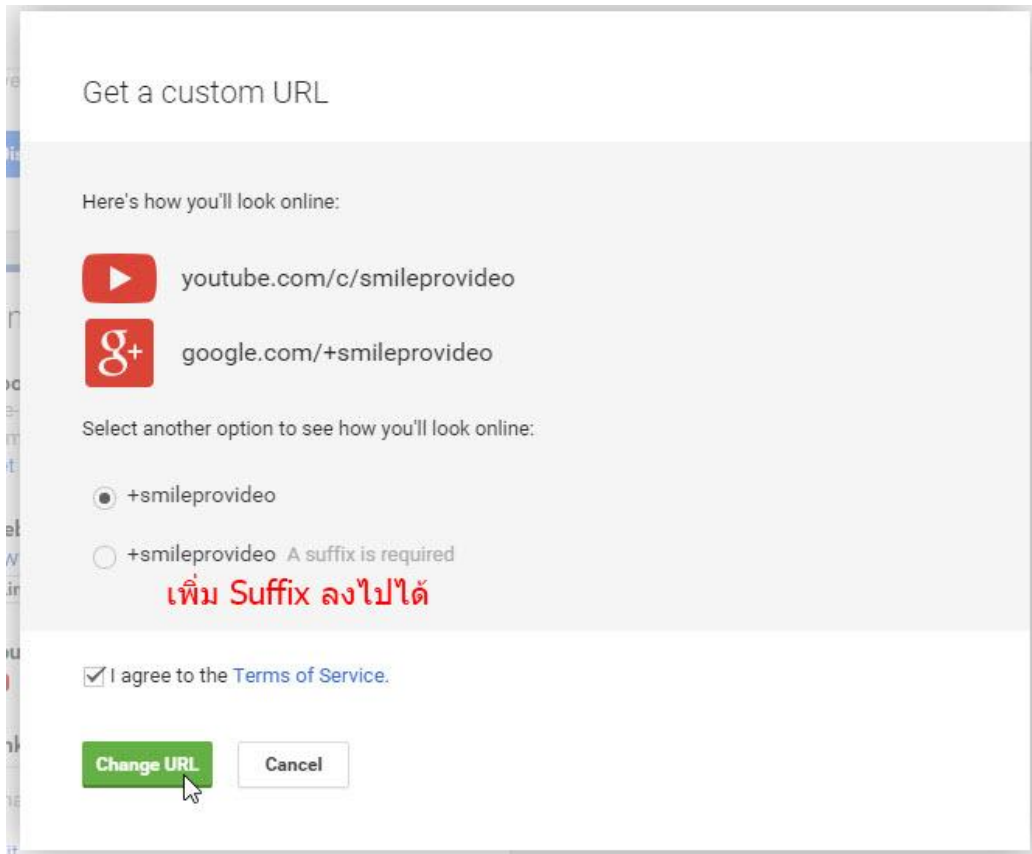 Get a custom URL
Here's how you'll look online:
youtube.com/c/smileprovideo
g+
google.com/+smileprovideo
Select another option to see how you'll look online:
+smileprovideo
+smileprovideo A suffix is required
เพิ่ม Suffix ลงไปได้
I agree to the Terms of Service.
Change URL Cancel